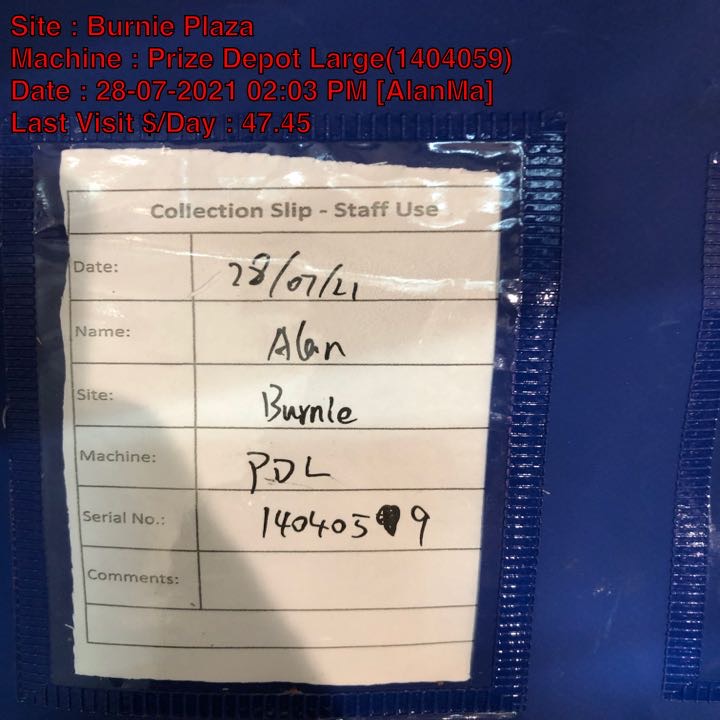 Site : Burnie Plaza
Machine : Prize Depot Large(1404059)
Date : 28-07-2021 02:03 PM [AlanMa]
Last Visit $/Day : 47.45
Collection Slip - Staff Use
Date: 28/07/21
Name: Alan
Site: Burnie
Machine: PDL
Serial No.: 1404059
Comments: